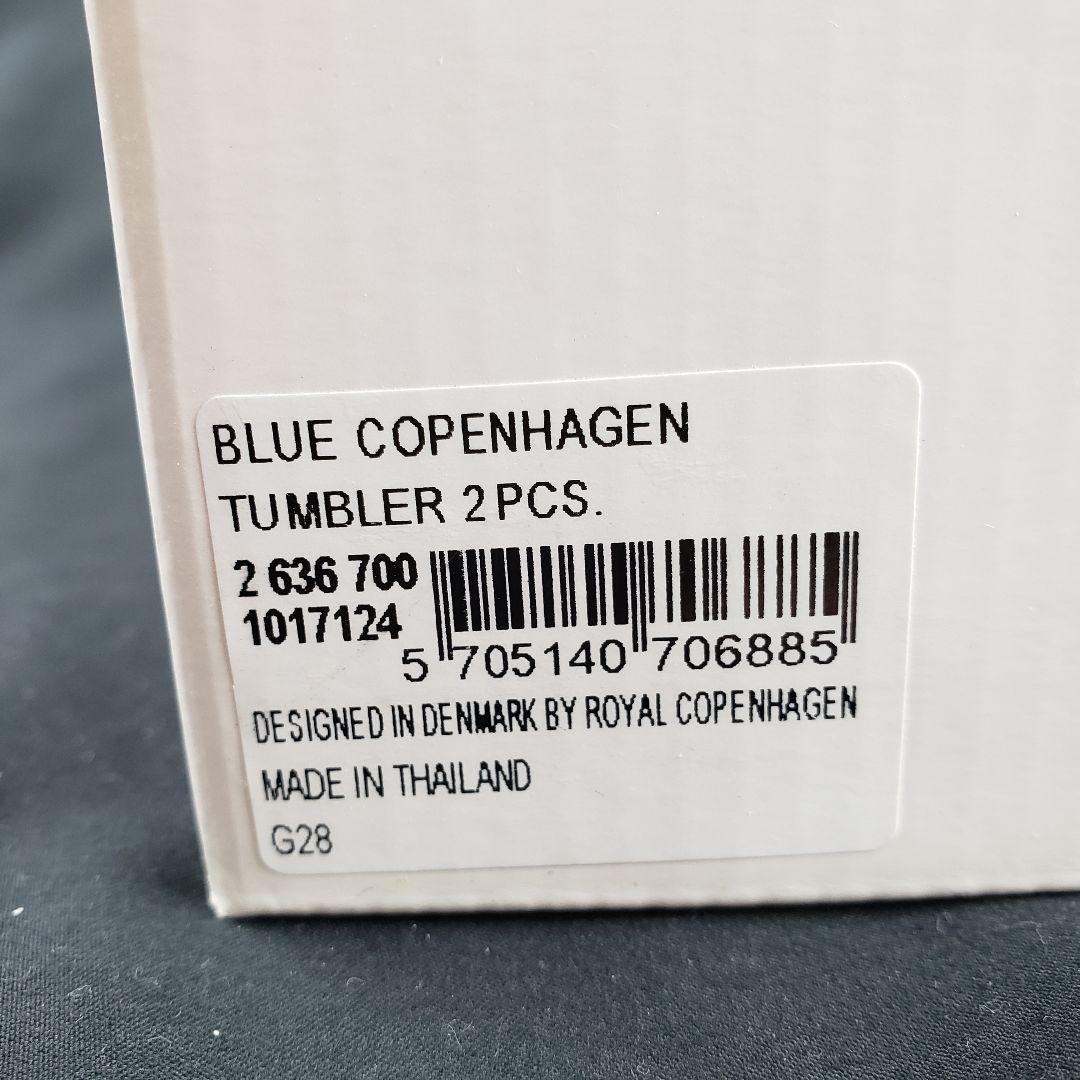 BLUE COPENHAGEN
TUMBLER 2PCS.
2 636 700
1017124
5 705140 706885
DESIGNED IN DENMARK BY ROYAL COPENHAGEN
MADE IN THAILAND
G28